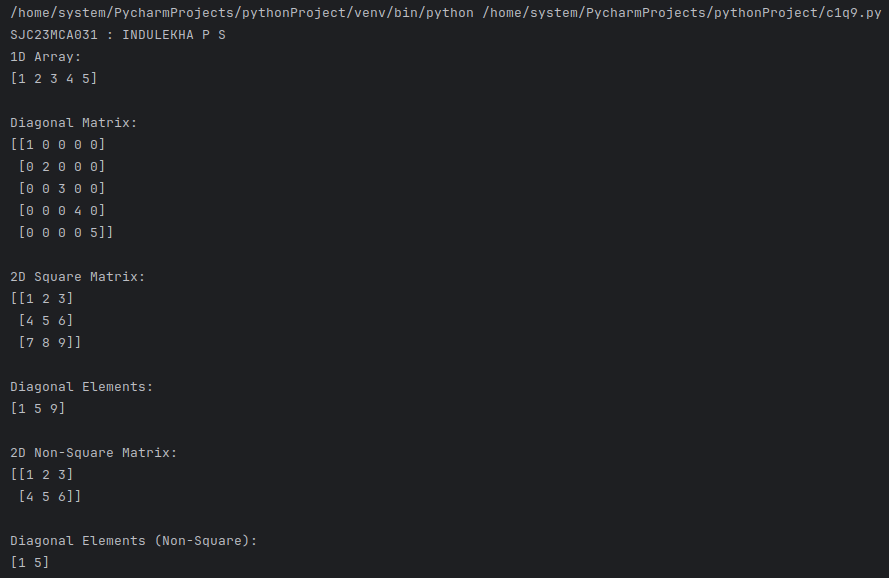 /home/system/PycharmProjects/pythonProject/venv/bin/python /home/system/PycharmProjects/pythonProject/c1q9.py
SJC23MCA031 : INDULEKHA P S
1D Array:
[1 2 3 4 5]
Diagonal Matrix:
[[1 0 0 0 0]
 [0 2 0 0 0]
 [0 0 3 0 0]
 [0 0 0 4 0]
 [0 0 0 0 5]]
2D Square Matrix:
[[1 2 3]
 [4 5 6]
 [7 8 9]]
Diagonal Elements:
[1 5 9]
2D Non-Square Matrix:
[[1 2 3]
 [4 5 6]]
Diagonal Elements (Non-Square):
[1 5]